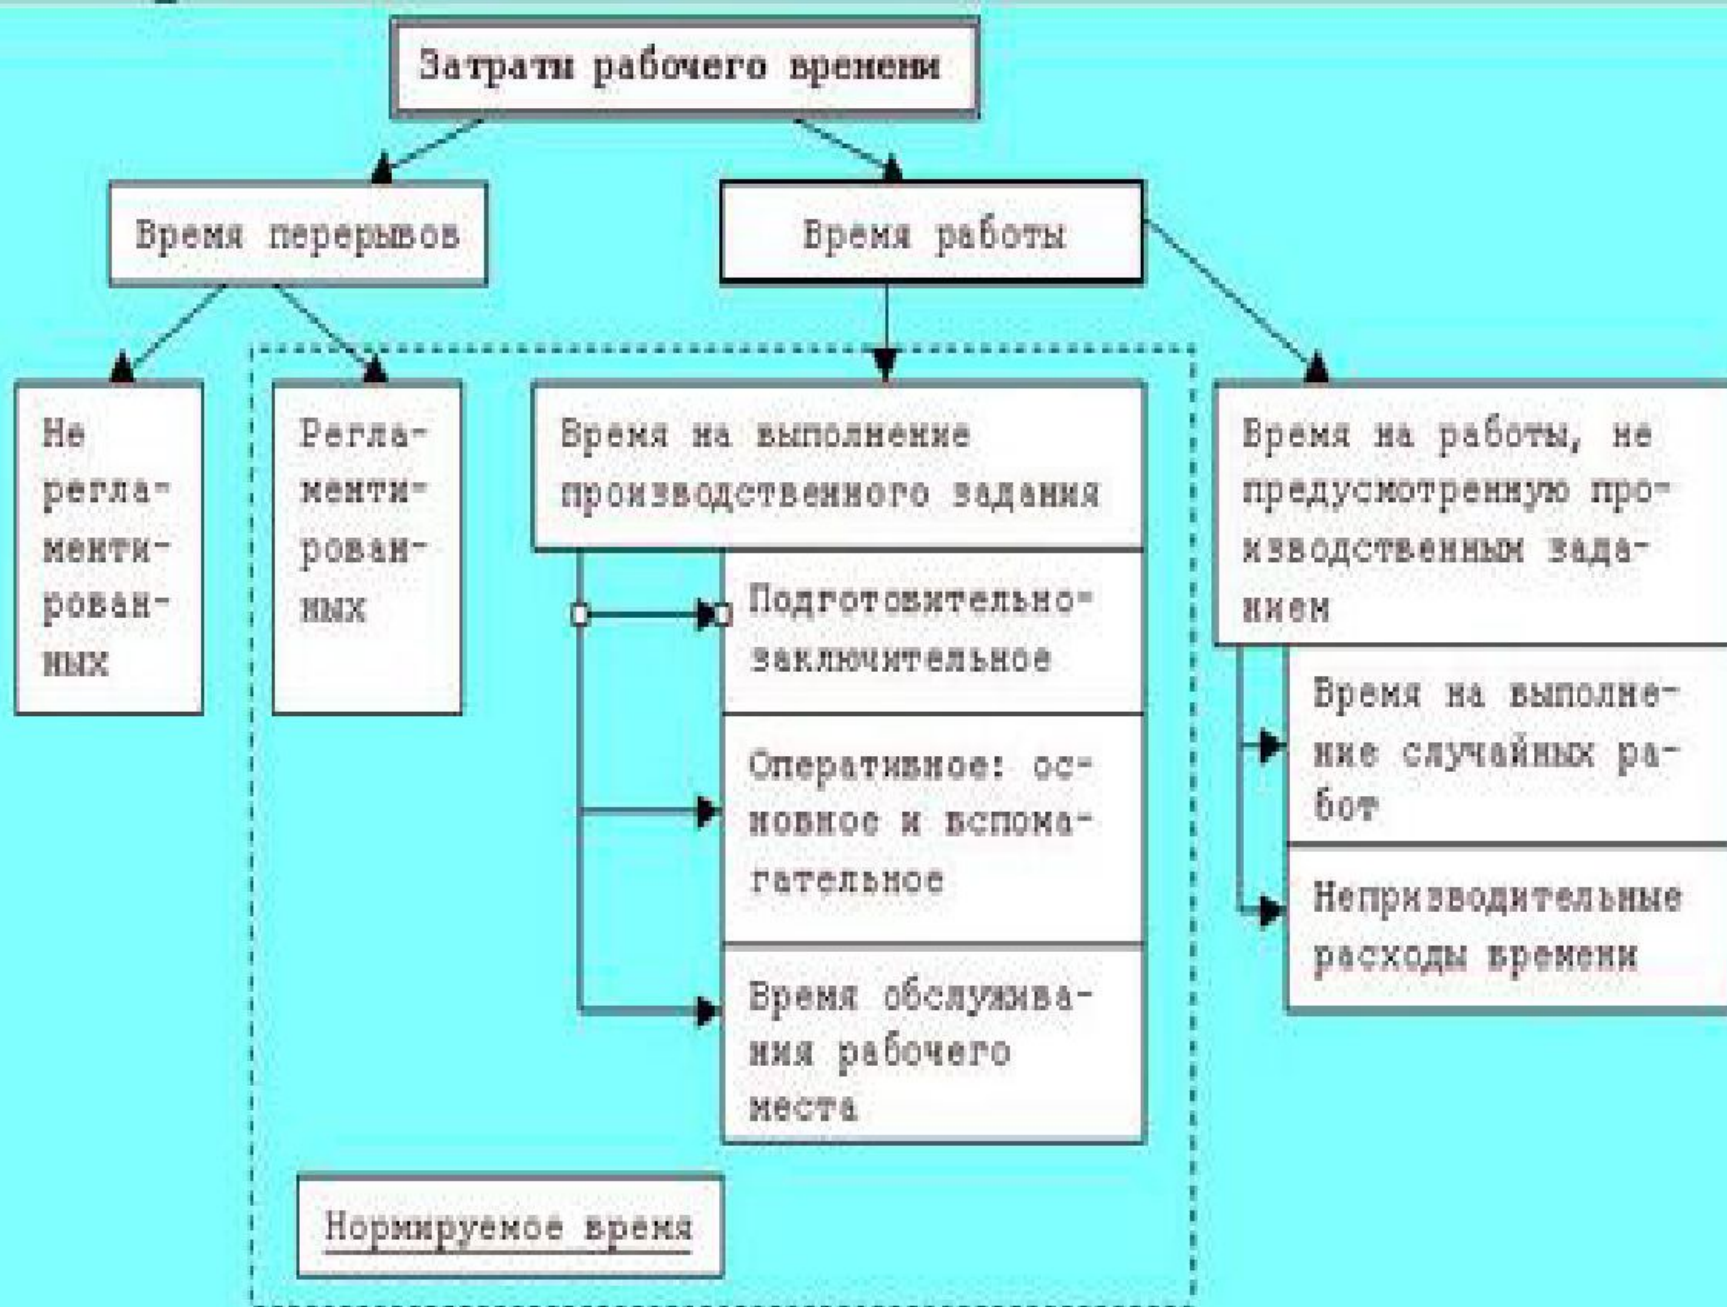 Затрати рабочего времени
Время перерывов
Время работы
Не
регла-
менти-
рован-
ных
Регла-
менти-
рован-
ных
Время на выполнение
производственного задания
Подготовительно-
заключительное
Оперативное: ос-
новное и вспома-
гательное
Время обслужива-
ния рабочего
места
Время на работы, не
предусмотренную про-
изводственным зада-
нием
Время на выполне-
ние случайных ра-
бот
Непризводительные
расходы времени
Нормируемое время